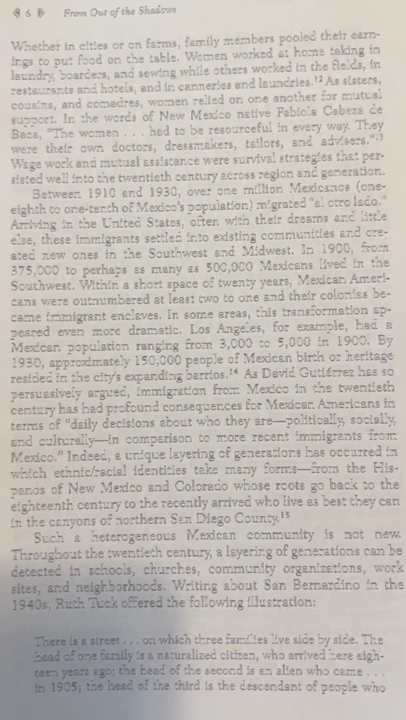 6 From Out of the Shadows
Whether in cities or on farms, family members pooled their earn-
ings to put food on the table. Women worked at home taking in
laundry, boarders, and sewing while others worked in the fields, in
restaurants and hotels, and in canneries and laundries.12 As sisters,
cousins, and comadres, women relied on one another for mutual
support. In the words of New Mexico native Fabiola Cabeza de
Baca, "The women . . . had to be resourceful in every way. They
were their own doctors, dressmakers, tailors, and advisers."13
Wage work and mutual assistance were survival strategies that per-
sisted well into the twentieth century across region and generation.
Between 1910 and 1930, over one million Mexicanos (one-
eighth to one-tenth of Mexico's population) migrated "al otro lado."
Arriving in the United States, often with their dreams and little
else, these immigrants settled into existing communities and cre-
ated new ones in the Southwest and Midwest. In 1900, from
375,000 to perhaps as many as 500,000 Mexicans lived in the
Southwest. Within a short space of twenty years, Mexican Ameri-
cans were outnumbered at least two to one and their colonias be-
came immigrant enclaves. In some areas, this transformation ap-
peared even more dramatic. Los Angeles, for example, had a
Mexican population ranging from 3,000 to 5,000 in 1900. By
1930, approximately 150,000 people of Mexican birth or heritage
resided in the city's expanding barrios.14 As David Gutiérrez has so
persuasively argued, immigration from Mexico in the twentieth
century has had profound consequences for Mexican Americans in
terms of "daily decisions about who they are—politically, socially,
and culturally—in comparison to more recent immigrants from
Mexico." Indeed, a unique layering of generations has occurred in
which ethnic/racial identities take many forms—from the His-
panos of New Mexico and Colorado whose roots go back to the
eighteenth century to the recently arrived who live as best they can
in the canyons of northern San Diego County.15
Such a heterogeneous Mexican community is not new.
Throughout the twentieth century, a layering of generations can be
detected in schools, churches, community organizations, work
sites, and neighborhoods. Writing about San Bernardino in the
1940s, Ruth Tuck offered the following illustration:
There is a street . . . on which three families live side by side. The
head of one family is a naturalized citizen, who arrived here eigh-
teen years ago; the head of the second is an alien who came . . .
in 1905; the head of the third is the descendant of people who